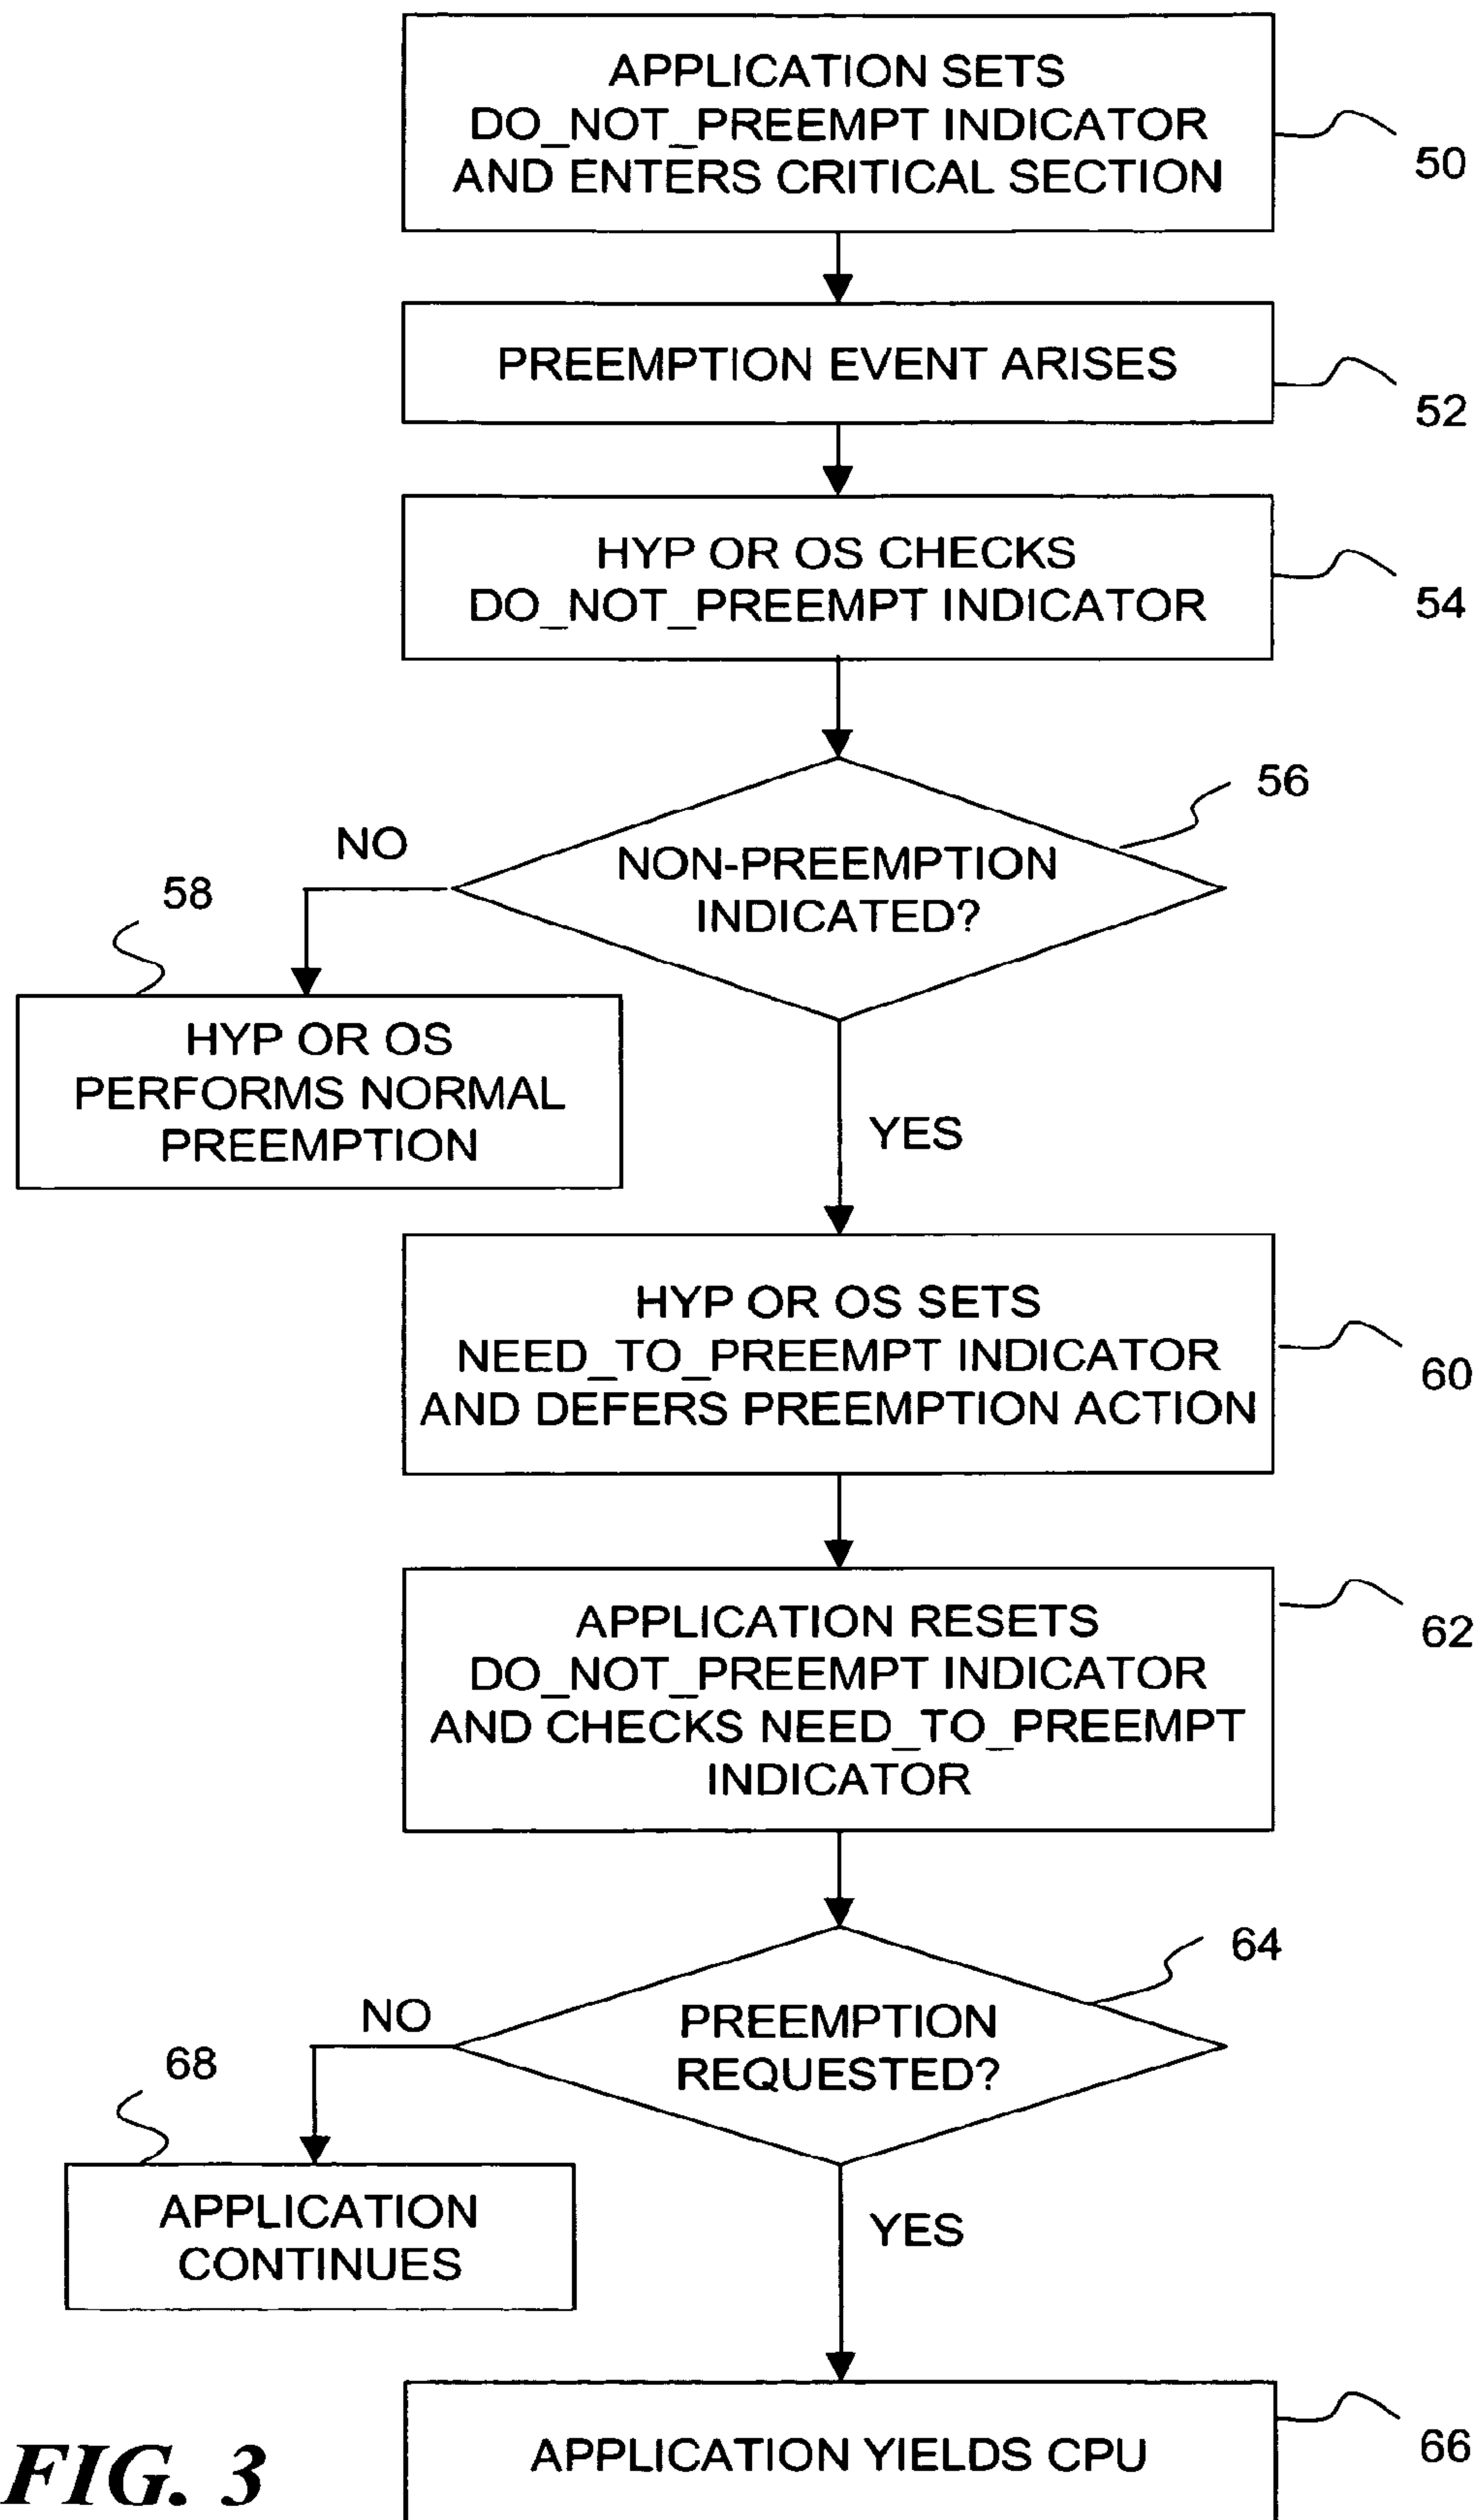 APPLICATION SETS
DO_NOT_PREEMPT INDICATOR
AND ENTERS CRITICAL SECTION
50
PREEMPTION EVENT ARISES
52
HYP OR OS CHECKS
DO_NOT_PREEMPT INDICATOR
54
56
NON-PREEMPTION
INDICATED?
NO
58
HYP OR OS
PERFORMS NORMAL
PREEMPTION
YES
HYP OR OS SETS
NEED_TO_PREEMPT INDICATOR
AND DEFERS PREEMPTION ACTION
60
APPLICATION RESETS
DO_NOT_PREEMPT INDICATOR
AND CHECKS NEED_TO_PREEMPT
INDICATOR
62
64
PREEMPTION
REQUESTED?
NO
68
APPLICATION
CONTINUES
YES
APPLICATION YIELDS CPU
66
FIG. 3